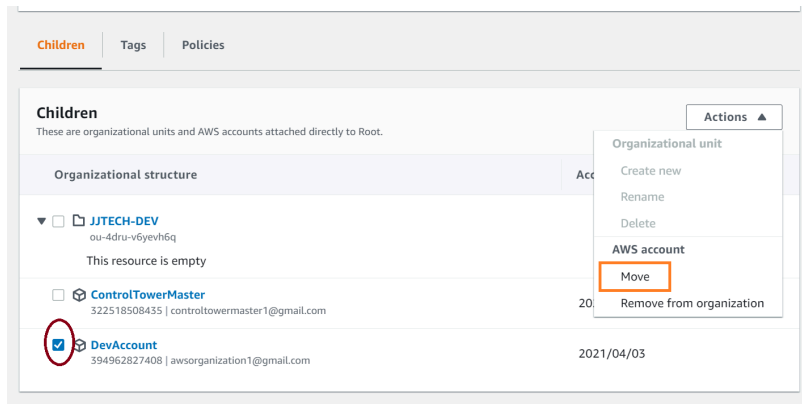 Children Tags Policies
Children
Actions
These are organizational units and AWS accounts attached directly to Root.
Organizational unit
Organizational structure
Create new
Rename
JJTECH-DEV
Delete
ou-4dru-v6yevh6q
AWS account
This resource is empty
Move
ControlTowerMaster
Remove from organization
322518508435 | controltowermaster1@gmail.com
DevAccount
2021/04/03
394962827408 | awsorganization1@gmail.com